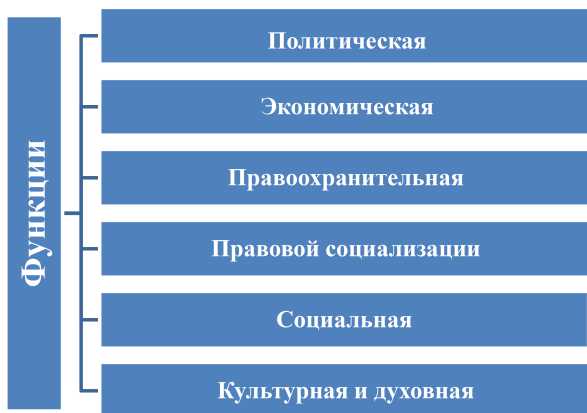 Функции
Политическая
Экономическая
Правоохранительная
Правовой социализации
Социальная
Культурная и духовная